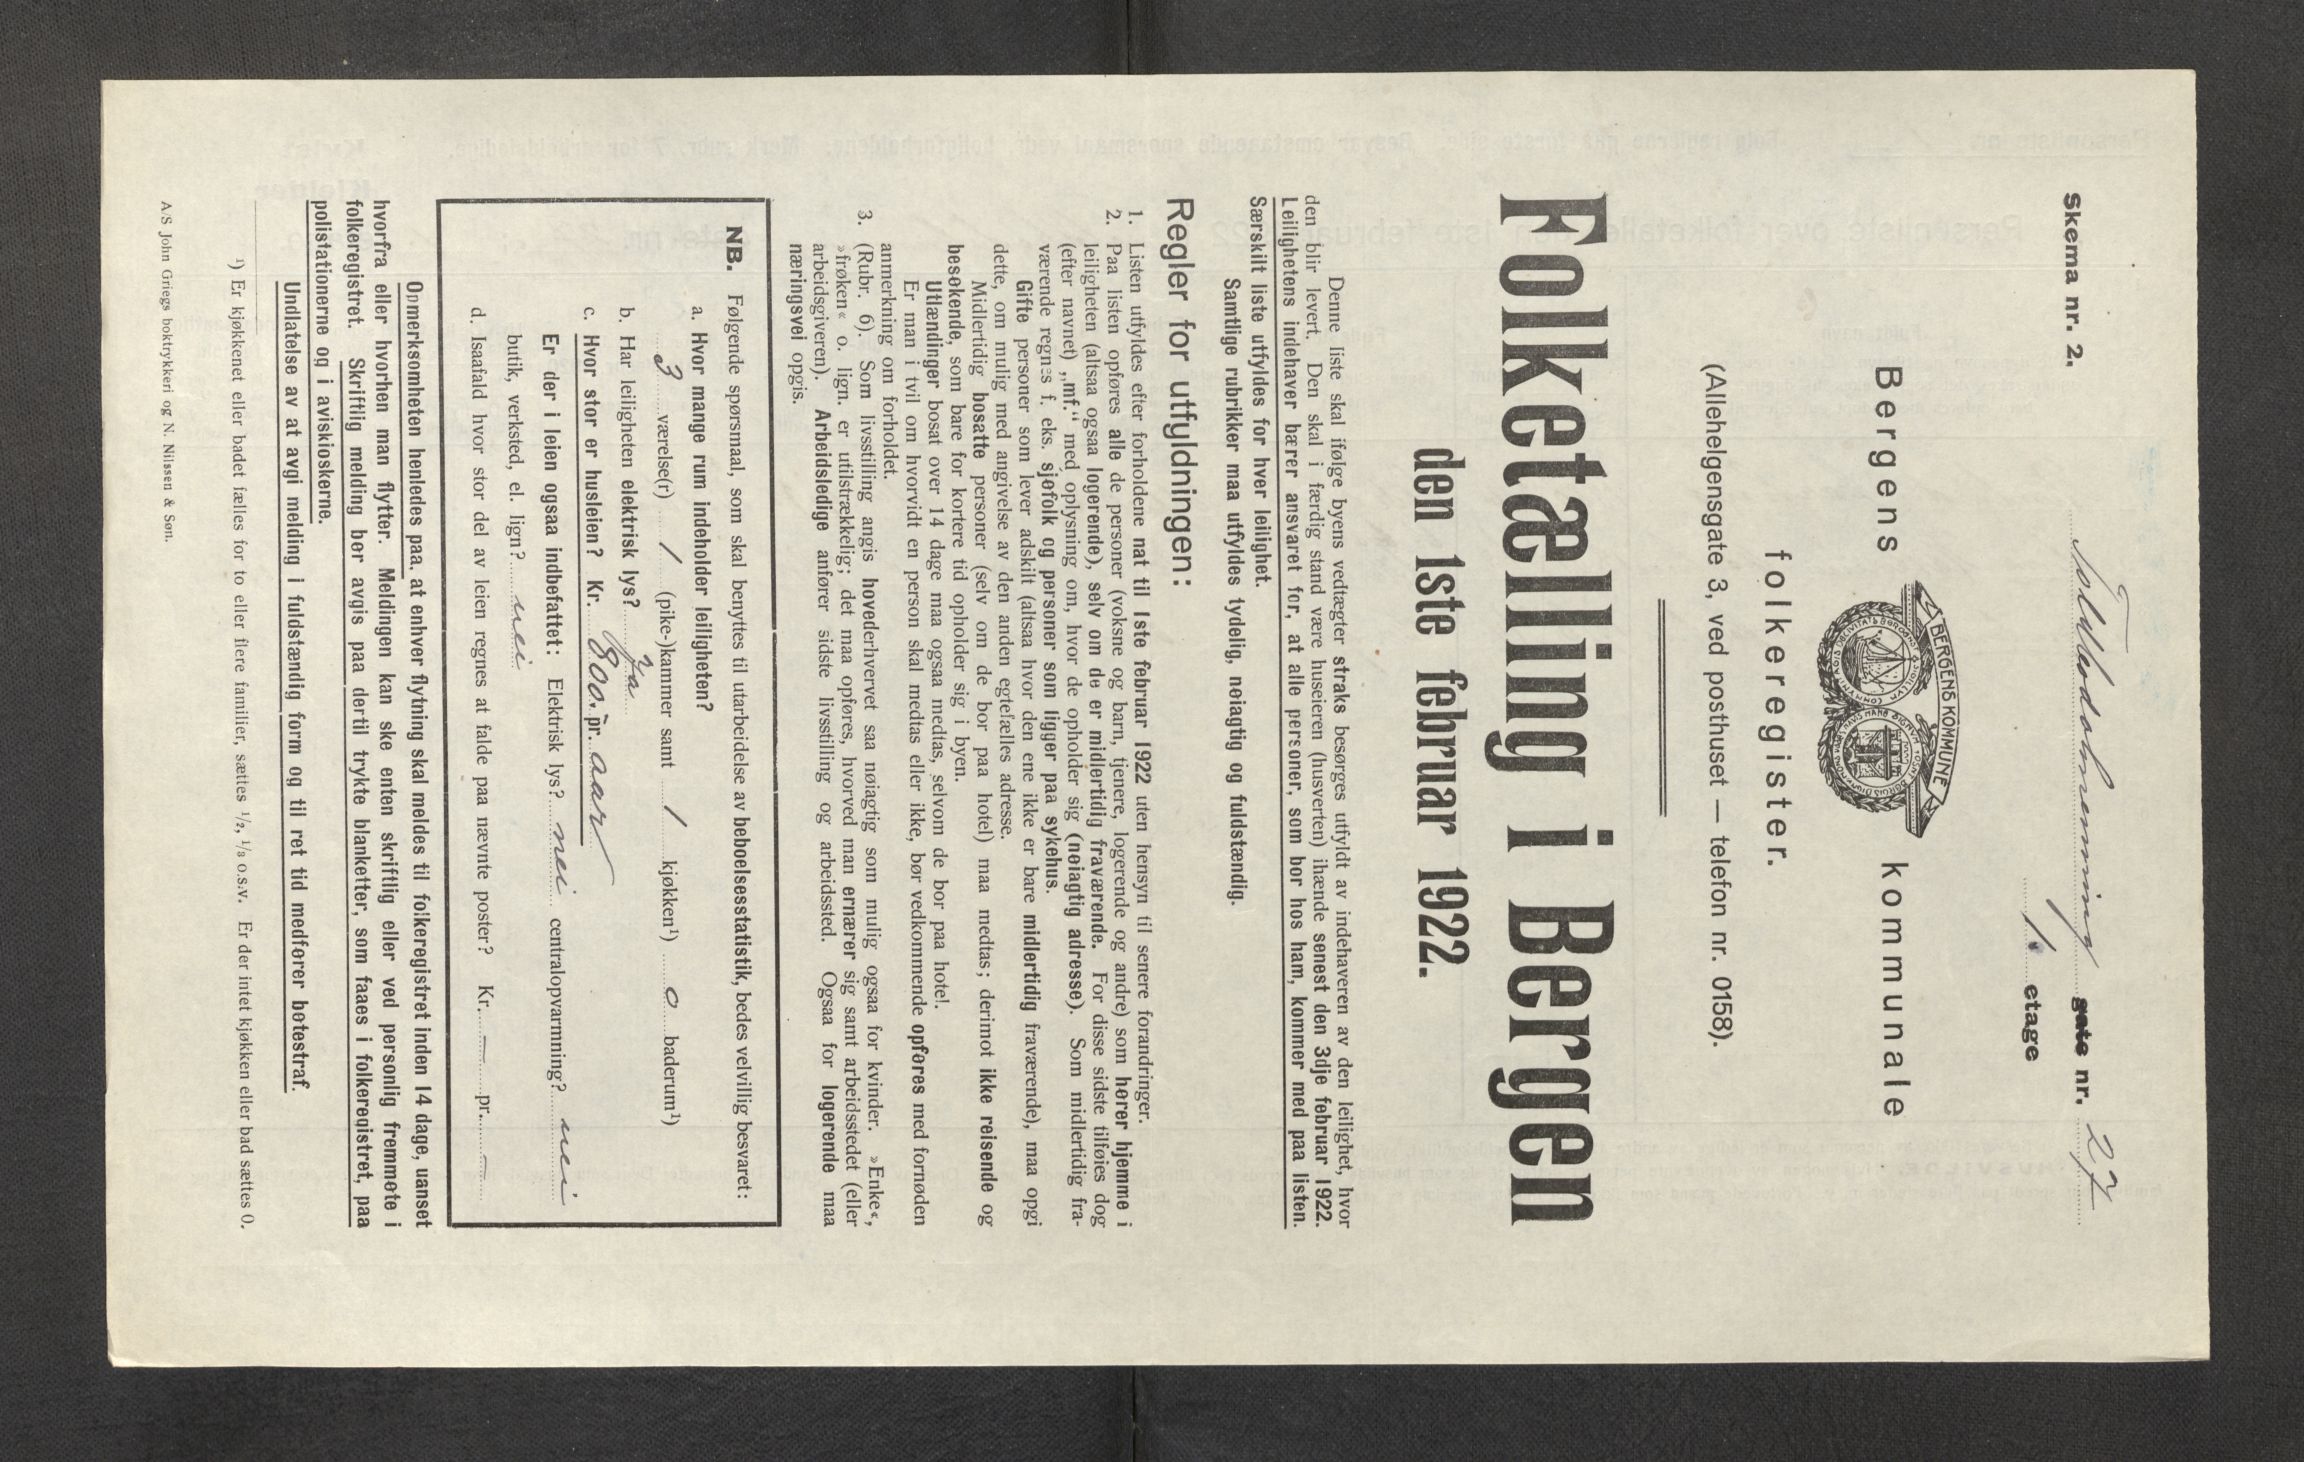 Skema nr. 2.
Tollbodalmenning gate nr. 27
1. etage
Bergens kommunale
BERGENS KOMMUNE
folkeregister.
(Allehelgensgate 3, ved posthuset — telefon nr. 0158).
Folketælling i Bergen
den 1ste februar 1922.
Denne liste skal ifølge byens vedtægter straks besørges utfyldt av indehaveren av den leilighet, hvor
den blir levert. Den skal i færdig stand være huseieren (husverten) ihænde senest den 3dje februar 1922.
Leilighetens indehaver bærer ansvaret for, at alle personer, som bor hos ham, kommer med paa listen.
Særskilt liste utfyldes for hver leilighet.
Samtlige rubrikker maa utfyldes tydelig, nøiagtig og fuldstændig.
Regler for utfyldningen:
1. Listen utfyldes efter forholdene nat til 1ste februar 1922 uten hensyn til senere forandringer.
2. Paa listen opføres alle de personer (voksne og barn, tjenere, logerende og andre) som hører hjemme i
leiligheten (altsaa ogsaa logerende), selv om de er midlertidig fraværende. For disse sidste tilføies dog
(efter navnet) „mf.“ med oplysning om, hvor de opholder sig (nøiagtig adresse). Som midlertidig fra-
værende regnes f. eks. sjøfolk og personer som ligger paa sykehus.
Gifte personer som lever adskilt (altsaa hvor den ene ikke er bare midlertidig fraværende), maa opgi
dette, om mulig med angivelse av den anden egtefælles adresse.
Midlertidig bosatte personer (selv om de bor paa hotel) maa medtas; derimot ikke reisende og
besøkende, som bare for kortere tid opholder sig i byen.
Utlændinger bosat over 14 dage maa ogsaa medtas, selvom de bor paa hotel.
Er man i tvil om hvorvidt en person skal medtas eller ikke, bør vedkommende opføres med fornøden
anmerkning om forholdet.
3. (Rubr. 6). Som livsstilling angis hovederhvervet saa nøiagtig som mulig ogsaa for kvinder. »Enke«,
»frøken« o. lign. er utilstrækkelig; det maa opføres, hvorved man ernærer sig samt arbeidsstedet (eller
arbeidsgiveren). Arbeidsledige anfører sidste livsstilling og arbeidssted. Ogsaa for logerende maa
næringsvei opgis.
NB. Følgende spørsmaal, som skal benyttes til utarbeidelse av beboelsesstatistik, bedes velvillig besvaret:
a. Hvor mange rum indeholder leiligheten?
3 værelse(r) 1 (pike-)kammer samt 1 kjøkken¹) 0 baderum¹)
b. Har leiligheten elektrisk lys? Ja
c. Hvor stor er husleien? Kr. 800.- pr. aar
Er der i leien ogsaa indbefattet: Elektrisk lys? nei centralopvarmning? nei
butik, verksted, el. lign? nei
d. Isaafald hvor stor del av leien regnes at falde paa nævnte poster? Kr. — pr. —
Opmerksomheten henledes paa, at enhver flytning skal meldes til folkeregistret inden 14 dage, uanset
hvorfra eller hvorhen man flytter. Meldingen kan ske enten skriftlig eller ved personlig fremmøte i
folkeregistret. Skriftlig melding bør avgis paa dertil trykte blanketter, som faaes i folkeregistret, paa
polistationerne og i aviskioskerne.
Undlatelse av at avgi melding i fuldstændig form og til ret tid medfører bøtestraf.
¹) Er kjøkkenet eller badet fælles for to eller flere familier, sættes ¹/₂, ¹/₃ o.s.v. Er der intet kjøkken eller bad sættes 0.
A/S John Griegs boktrykkeri og N. Nilssen & Søn.